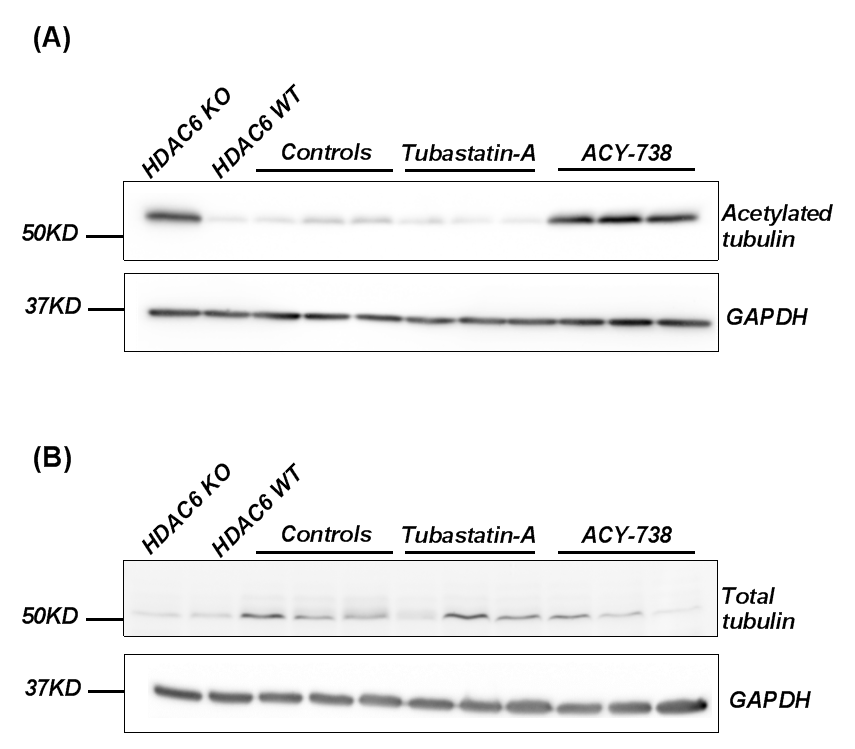 (A)
HDAC6 KO
HDAC6 WT
Controls
Tubastatin-A
ACY-738
50KD
Acetylated
tubulin
37KD
GAPDH
(B)
HDAC6 KO
HDAC6 WT
Controls
Tubastatin-A
ACY-738
50KD
Total
tubulin
37KD
GAPDH